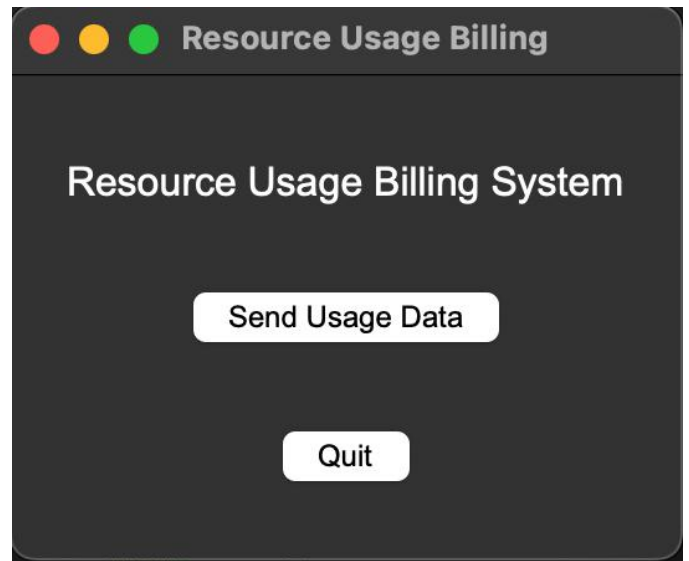 Resource Usage Billing
Resource Usage Billing System
Send Usage Data
Quit